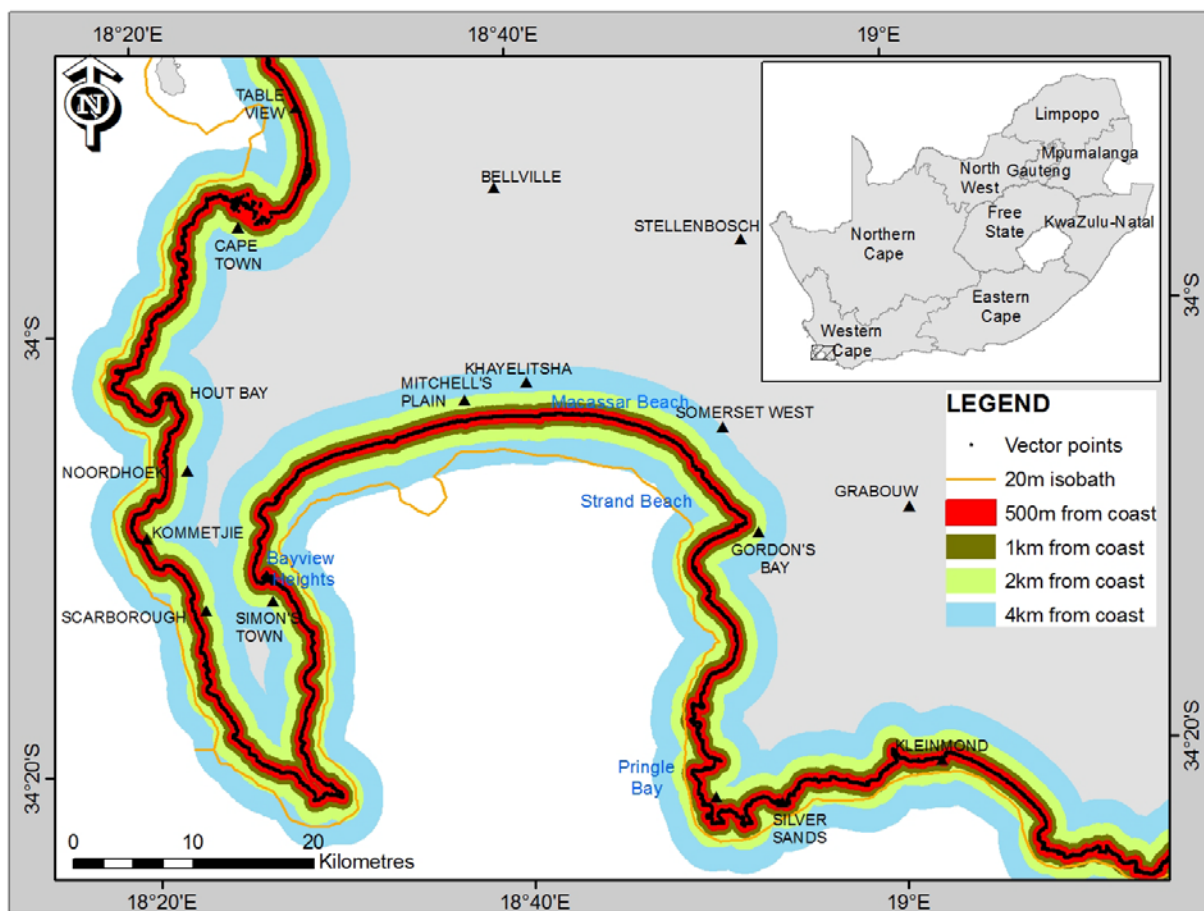 18°20'E
18°40'E
19°0'E
N
TABLE
VIEW
BELLVILLE
STELLENBOSCH
CAPE
TOWN
34°S
34°S
Limpopo
Mpumalanga
North
West
Gauteng
Free
State
KwaZulu-Natal
Northern
Cape
Eastern
Cape
Western
Cape
HOUT BAY
KHAYELITSHA
MITCHELL'S
PLAIN
Macassar Beach
SOMERSET WEST
NOORDHOEK
Strand Beach
GRABOUW
KOMMETJIE
GORDON'S
BAY
Bayview
Heights
SCARBOROUGH
SIMON'S
TOWN
LEGEND
Vector points
20m isobath
500m from coast
1km from coast
2km from coast
4km from coast
34°20'S
34°20'S
KLEINMOND
Pringle
Bay
SILVER
SANDS
0 10 20
Kilometres
18°20'E
18°40'E
19°0'E